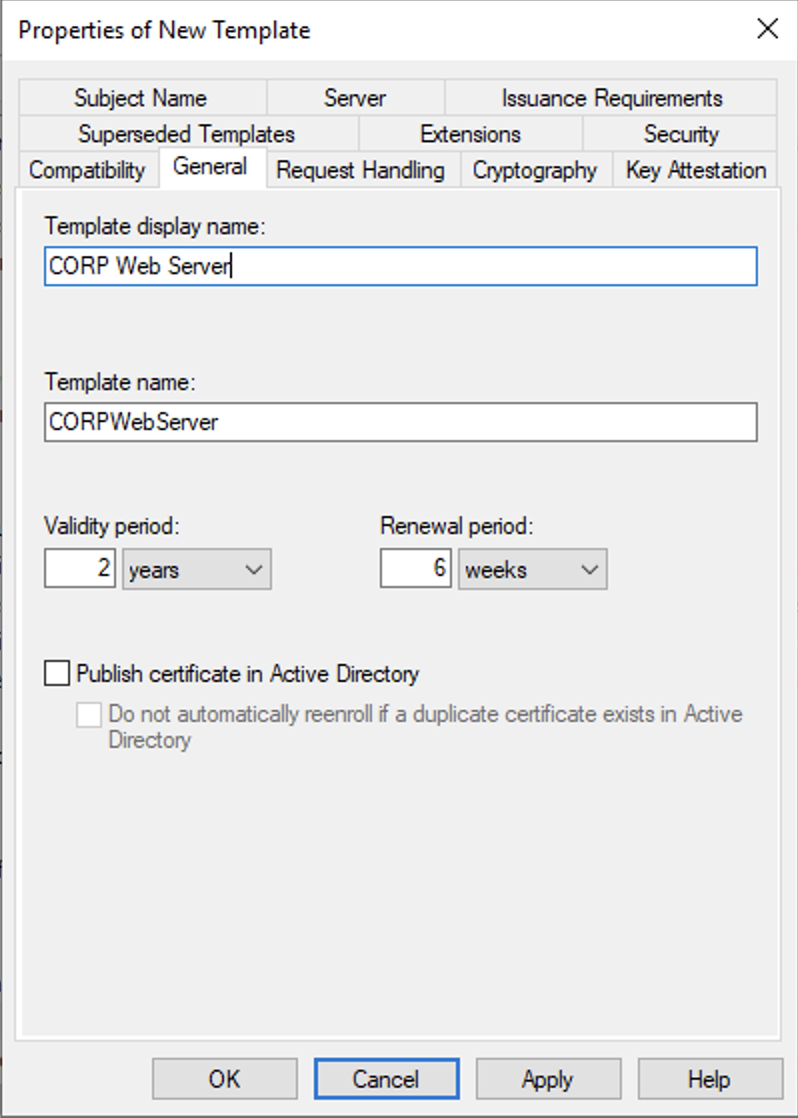 Properties of New Template
Subject Name Server Issuance Requirements
Superseded Templates Extensions Security
Compatibility General Request Handling Cryptography Key Attestation
Template display name:
CORP Web Server
Template name:
CORPWebServer
Validity period: Renewal period:
2 years 6 weeks
Publish certificate in Active Directory
Do not automatically reenroll if a duplicate certificate exists in Active
Directory
OK Cancel Apply Help